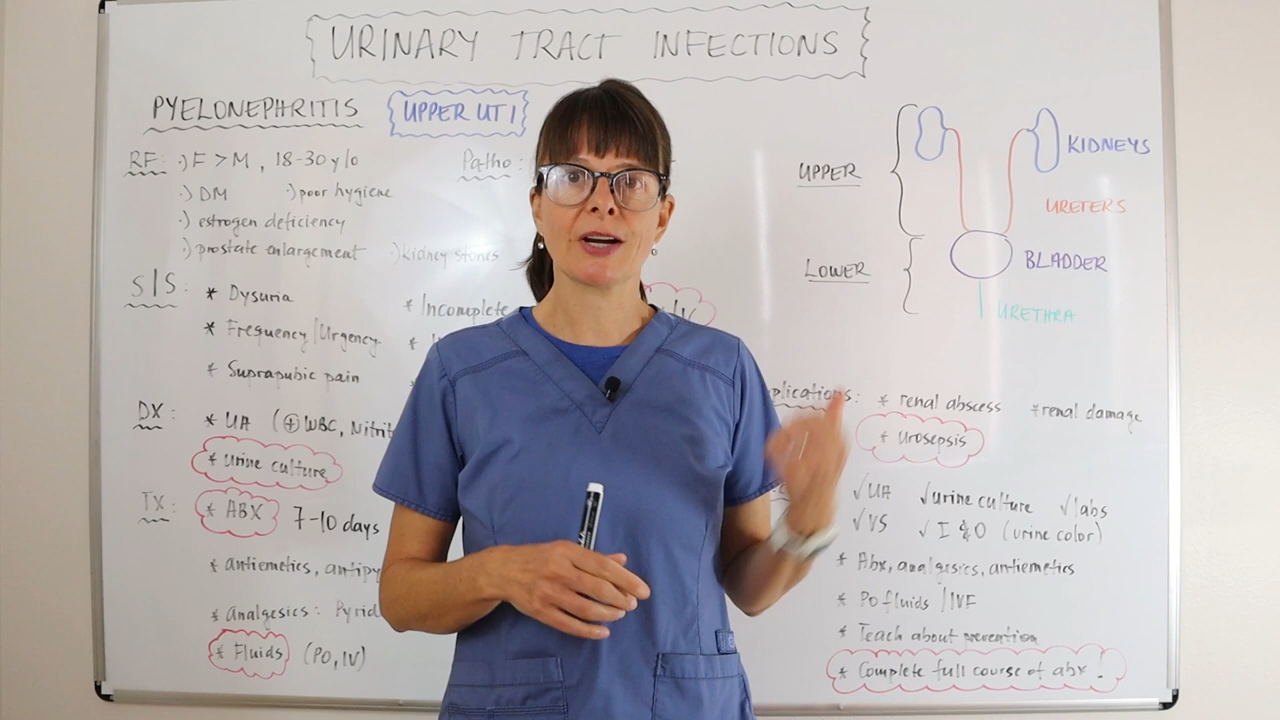 URINARY TRACT INFECTIONS
PYELONEPHRITIS UPPER UTI
RF: •) F > M, 18-30 y/o
•) DM •) poor hygiene
•) estrogen deficiency
•) prostate enlargement •) kidney stones
Patho:
S|S: * Dysuria
* Frequency/Urgency
* Suprapubic pain
* Incomplete
*
DX: * UA (⊕WBC, Nitrit
* urine culture
TX: * ABX 7-10 days
* antiemetics, antipy
* Analgesics: Pyrid
* Fluids (PO, IV)
UPPER
LOWER
KIDNEYS
URETERS
BLADDER
URETHRA
plications: * renal abscess * renal damage
* Urosepsis
√ UA √ urine culture √ labs
√ VS √ I & O (urine color)
* Abx, analgesics, antiemetics
* PO fluids / IVF
* Teach about prevention
* Complete full course of abx!